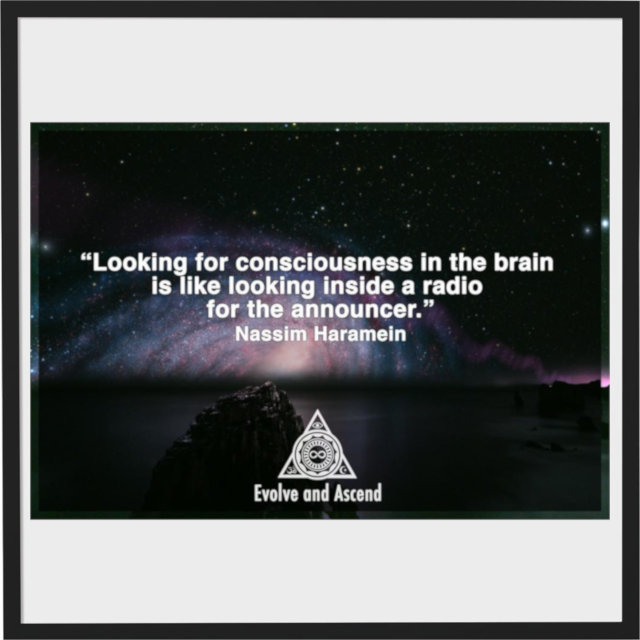 “Looking for consciousness in the brain
is like looking inside a radio
for the announcer.”
Nassim Haramein
Evolve and Ascend